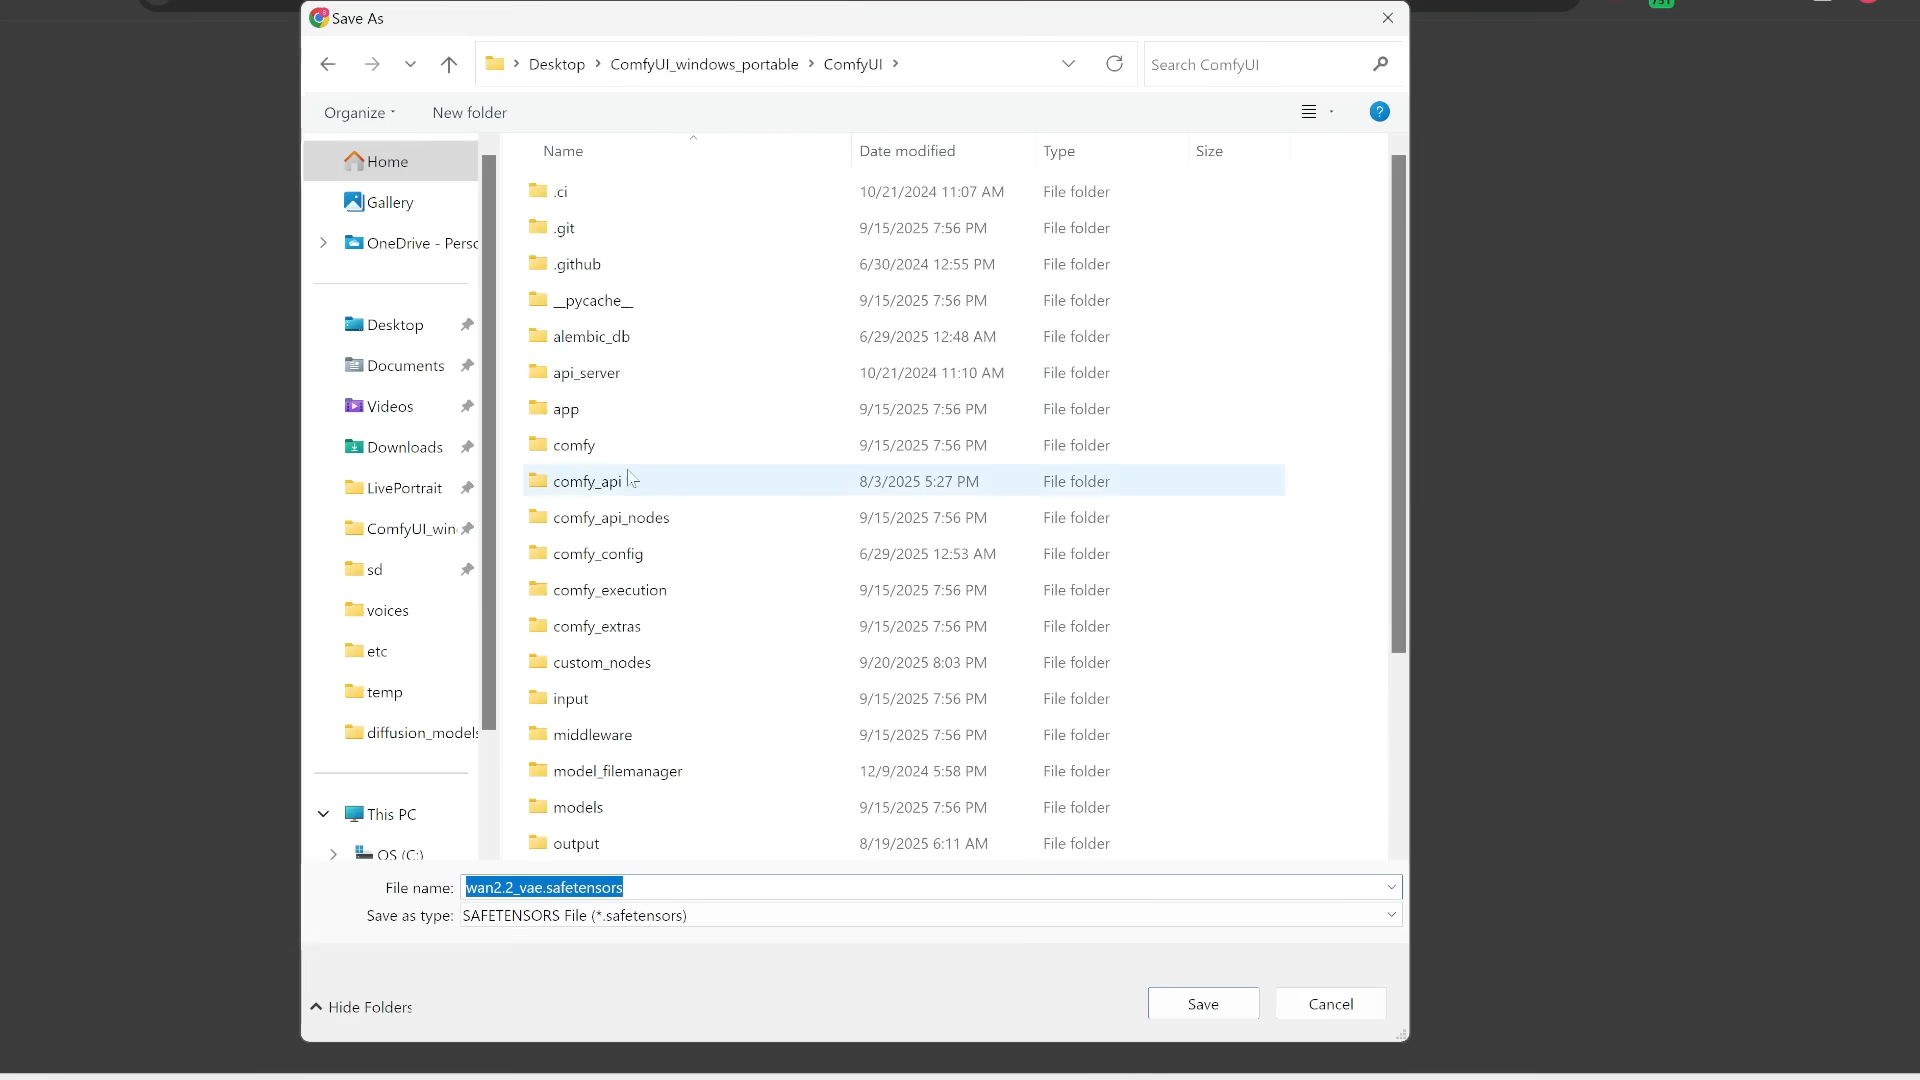 731
Save As
Desktop > ComfyUI_windows_portable > ComfyUI >
Search ComfyUI
Organize
New folder
?
Name
Date modified
Type
Size
Home
Gallery
OneDrive - Perso
Desktop
Documents
Videos
Downloads
LivePortrait
ComfyUI_win
sd
voices
etc
temp
diffusion_models
This PC
OS (C:)
.ci 10/21/2024 11:07 AM File folder
.git 9/15/2025 7:56 PM File folder
.github 6/30/2024 12:55 PM File folder
__pycache__ 9/15/2025 7:56 PM File folder
alembic_db 6/29/2025 12:48 AM File folder
api_server 10/21/2024 11:10 AM File folder
app 9/15/2025 7:56 PM File folder
comfy 9/15/2025 7:56 PM File folder
comfy_api 8/3/2025 5:27 PM File folder
comfy_api_nodes 9/15/2025 7:56 PM File folder
comfy_config 6/29/2025 12:53 AM File folder
comfy_execution 9/15/2025 7:56 PM File folder
comfy_extras 9/15/2025 7:56 PM File folder
custom_nodes 9/20/2025 8:03 PM File folder
input 9/15/2025 7:56 PM File folder
middleware 9/15/2025 7:56 PM File folder
model_filemanager 12/9/2024 5:58 PM File folder
models 9/15/2025 7:56 PM File folder
output 8/19/2025 6:11 AM File folder
File name: wan2.2_vae.safetensors
Save as type: SAFETENSORS File (*.safetensors)
Hide Folders
Save
Cancel